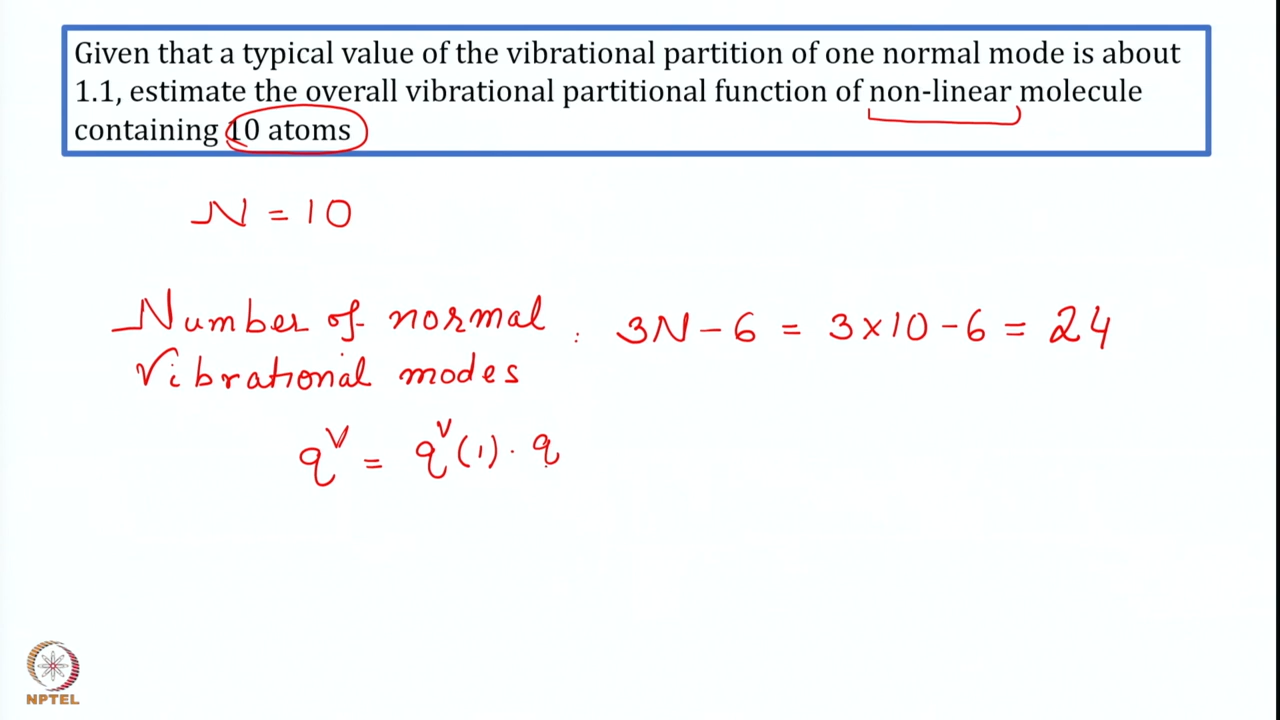 Given that a typical value of the vibrational partition of one normal mode is about
1.1, estimate the overall vibrational partitional function of non-linear molecule
containing 10 atoms
N = 10
Number of normal
Vibrational modes : 3N - 6 = 3 x 10 - 6 = 24
q^V = q^V(1) . q
NPTEL